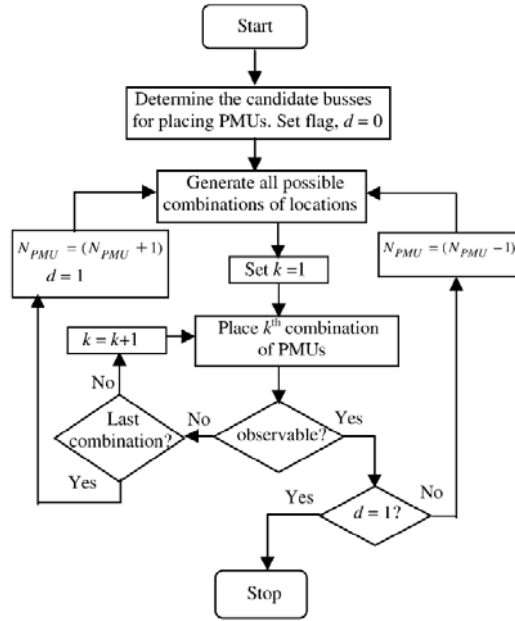 Start
Determine the candidate busses
for placing PMUs. Set flag, d = 0
Generate all possible
combinations of locations
N_PMU = (N_PMU + 1)
d = 1
N_PMU = (N_PMU − 1)
Set k =1
k = k+1
Place k^th combination
of PMUs
No
Last
combination?
No
observable?
Yes
Yes
Yes
d = 1?
No
Stop